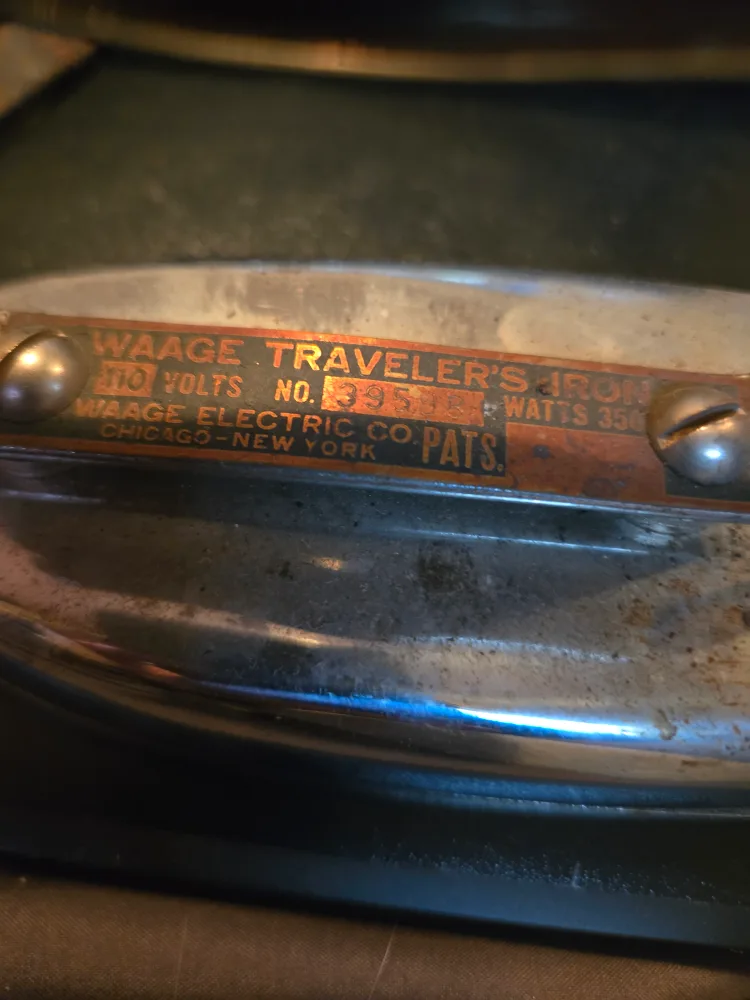 WAAGE TRAVELER'S IRON
110 VOLTS NO. WATTS 350
WAAGE ELECTRIC CO. PATS.
CHICAGO-NEW YORK